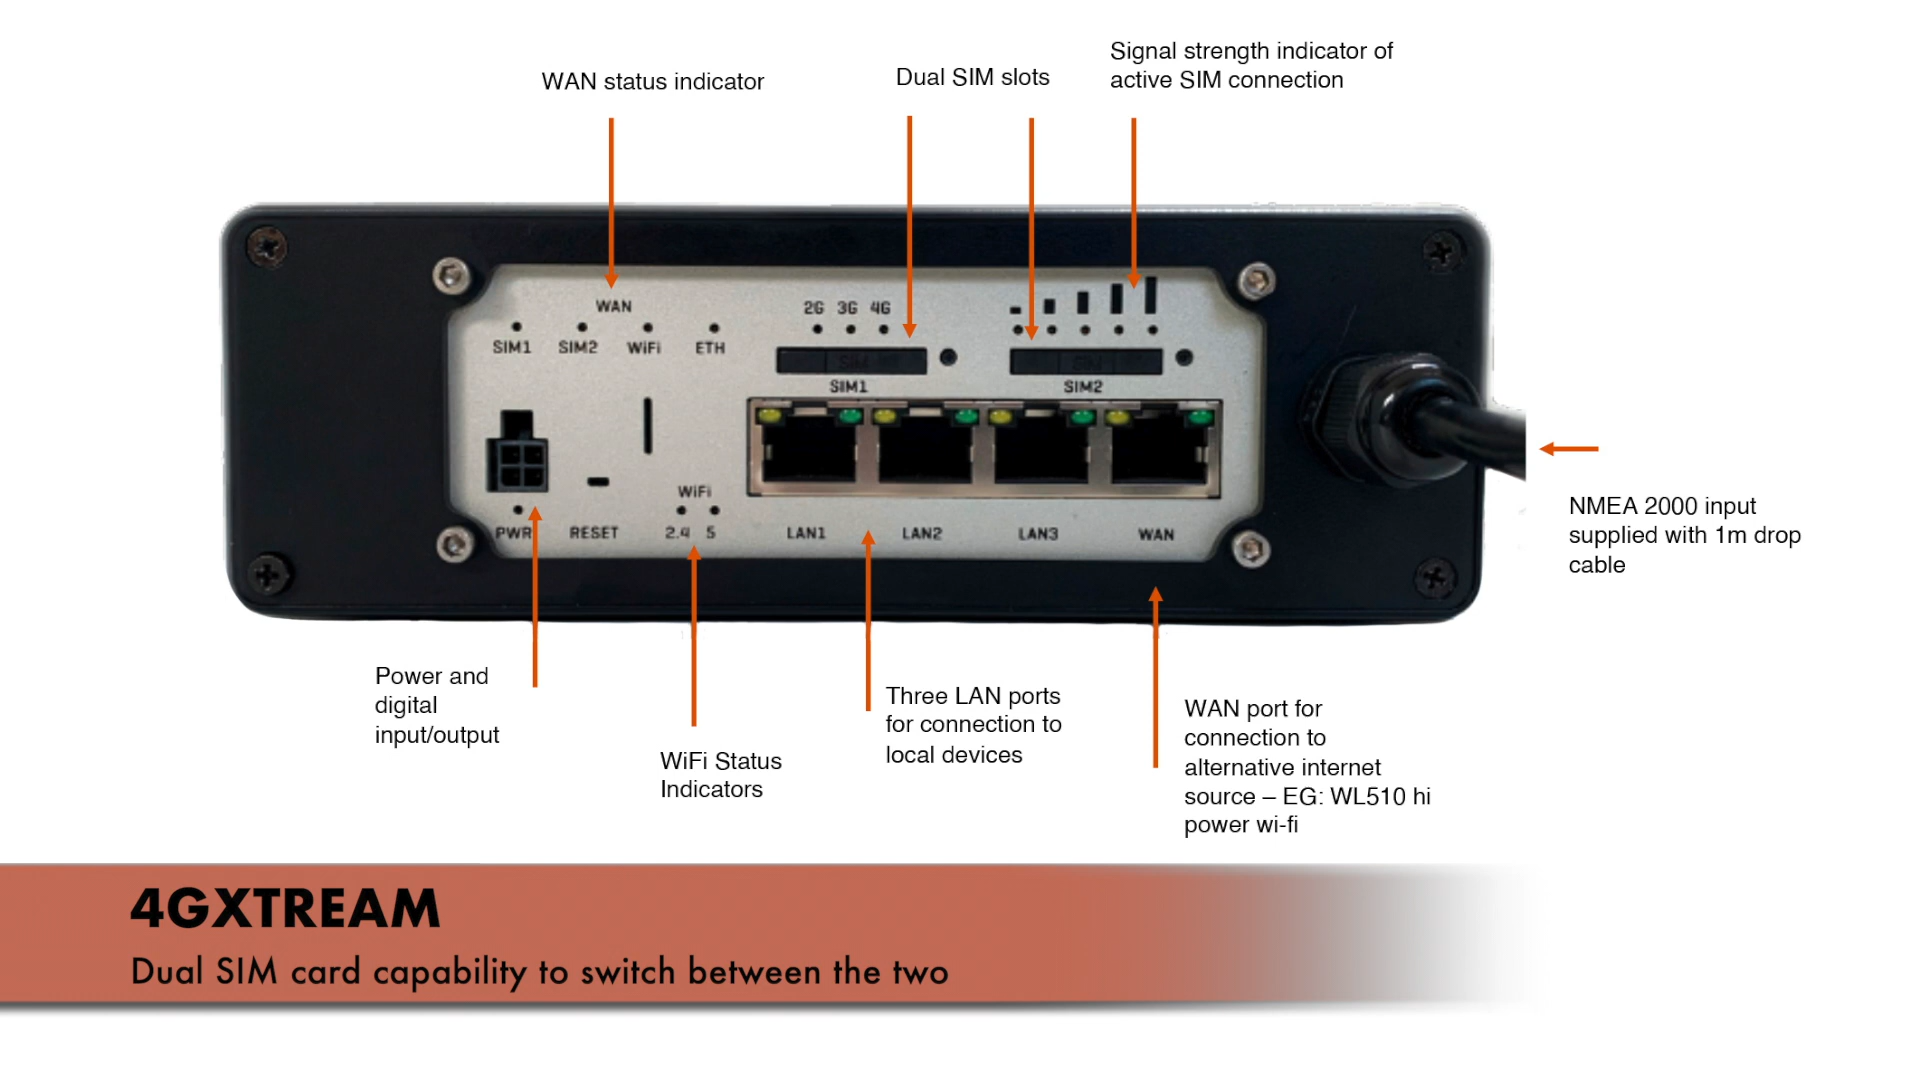 WAN status indicator
Dual SIM slots
Signal strength indicator of
active SIM connection
WAN
SIM1 SIM2 WiFi ETH
2G 3G 4G
SIM
SIM1
SIM
SIM2
PWR
RESET
WiFi
2.4 5
LAN1
LAN2
LAN3
WAN
NMEA 2000 input
supplied with 1m drop
cable
Power and
digital
input/output
WiFi Status
Indicators
Three LAN ports
for connection to
local devices
WAN port for
connection to
alternative internet
source – EG: WL510 hi
power wi-fi
4GXTREAM
Dual SIM card capability to switch between the two